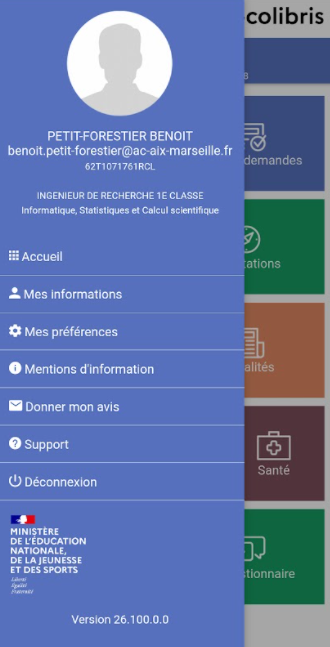 colibris
PETIT-FORESTIER BENOIT
benoit.petit-forestier@ac-aix-marseille.fr
62T1071761RCL
INGENIEUR DE RECHERCHE 1E CLASSE
Informatique, Statistiques et Calcul scientifique
Accueil
Mes informations
Mes préférences
Mentions d'information
Donner mon avis
Support
Déconnexion
MINISTÈRE
DE L'ÉDUCATION
NATIONALE,
DE LA JEUNESSE
ET DES SPORTS
Liberté
Égalité
Fraternité
Version 26.100.0.0
demandes
tations
alités
Santé
tionnaire